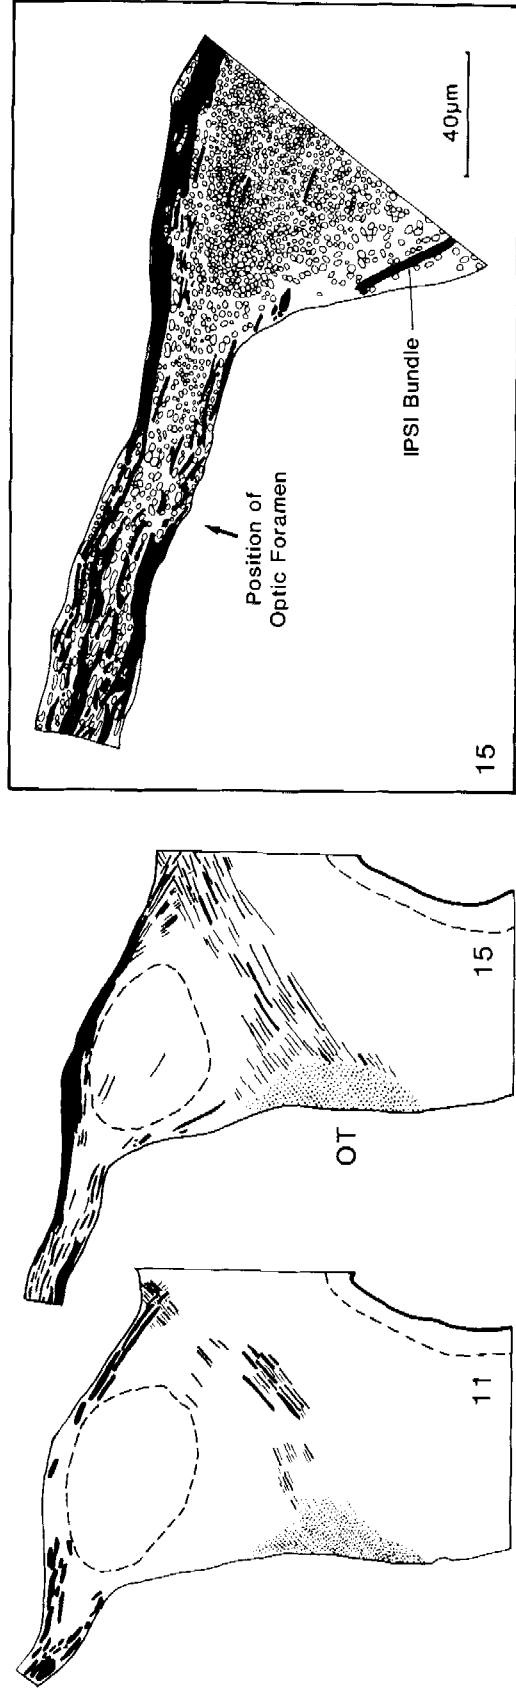 11
OT
15
15
Position of
Optic Foramen
IPSI Bundle
40μm